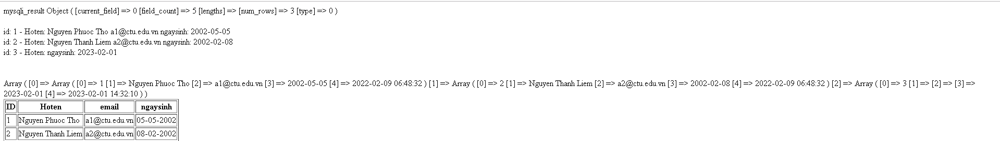 mysqli_result Object ( [current_field] => 0 [field_count] => 5 [lengths] => [num_rows] => 3 [type] => 0 )
id: 1 - Hoten: Nguyen Phuoc Tho a1@ctu.edu.vn ngaysinh: 2002-05-05
id: 2 - Hoten: Nguyen Thanh Liem a2@ctu.edu.vn ngaysinh: 2002-02-08
id: 3 - Hoten: ngaysinh: 2023-02-01
Array ( [0] => Array ( [0] => 1 [1] => Nguyen Phuoc Tho [2] => a1@ctu.edu.vn [3] => 2002-05-05 [4] => 2022-02-09 06:48:32 ) [1] => Array ( [0] => 2 [1] => Nguyen Thanh Liem [2] => a2@ctu.edu.vn [3] => 2002-02-08 [4] => 2022-02-09 06:48:32 ) [2] => Array ( [0] => 3 [1] => [2] => [3] =>
2023-02-01 [4] => 2023-02-01 14:32:10 ) )
ID Hoten email ngaysinh
1 Nguyen Phuoc Tho a1@ctu.edu.vn 05-05-2002
2 Nguyen Thanh Liem a2@ctu.edu.vn 08-02-2002